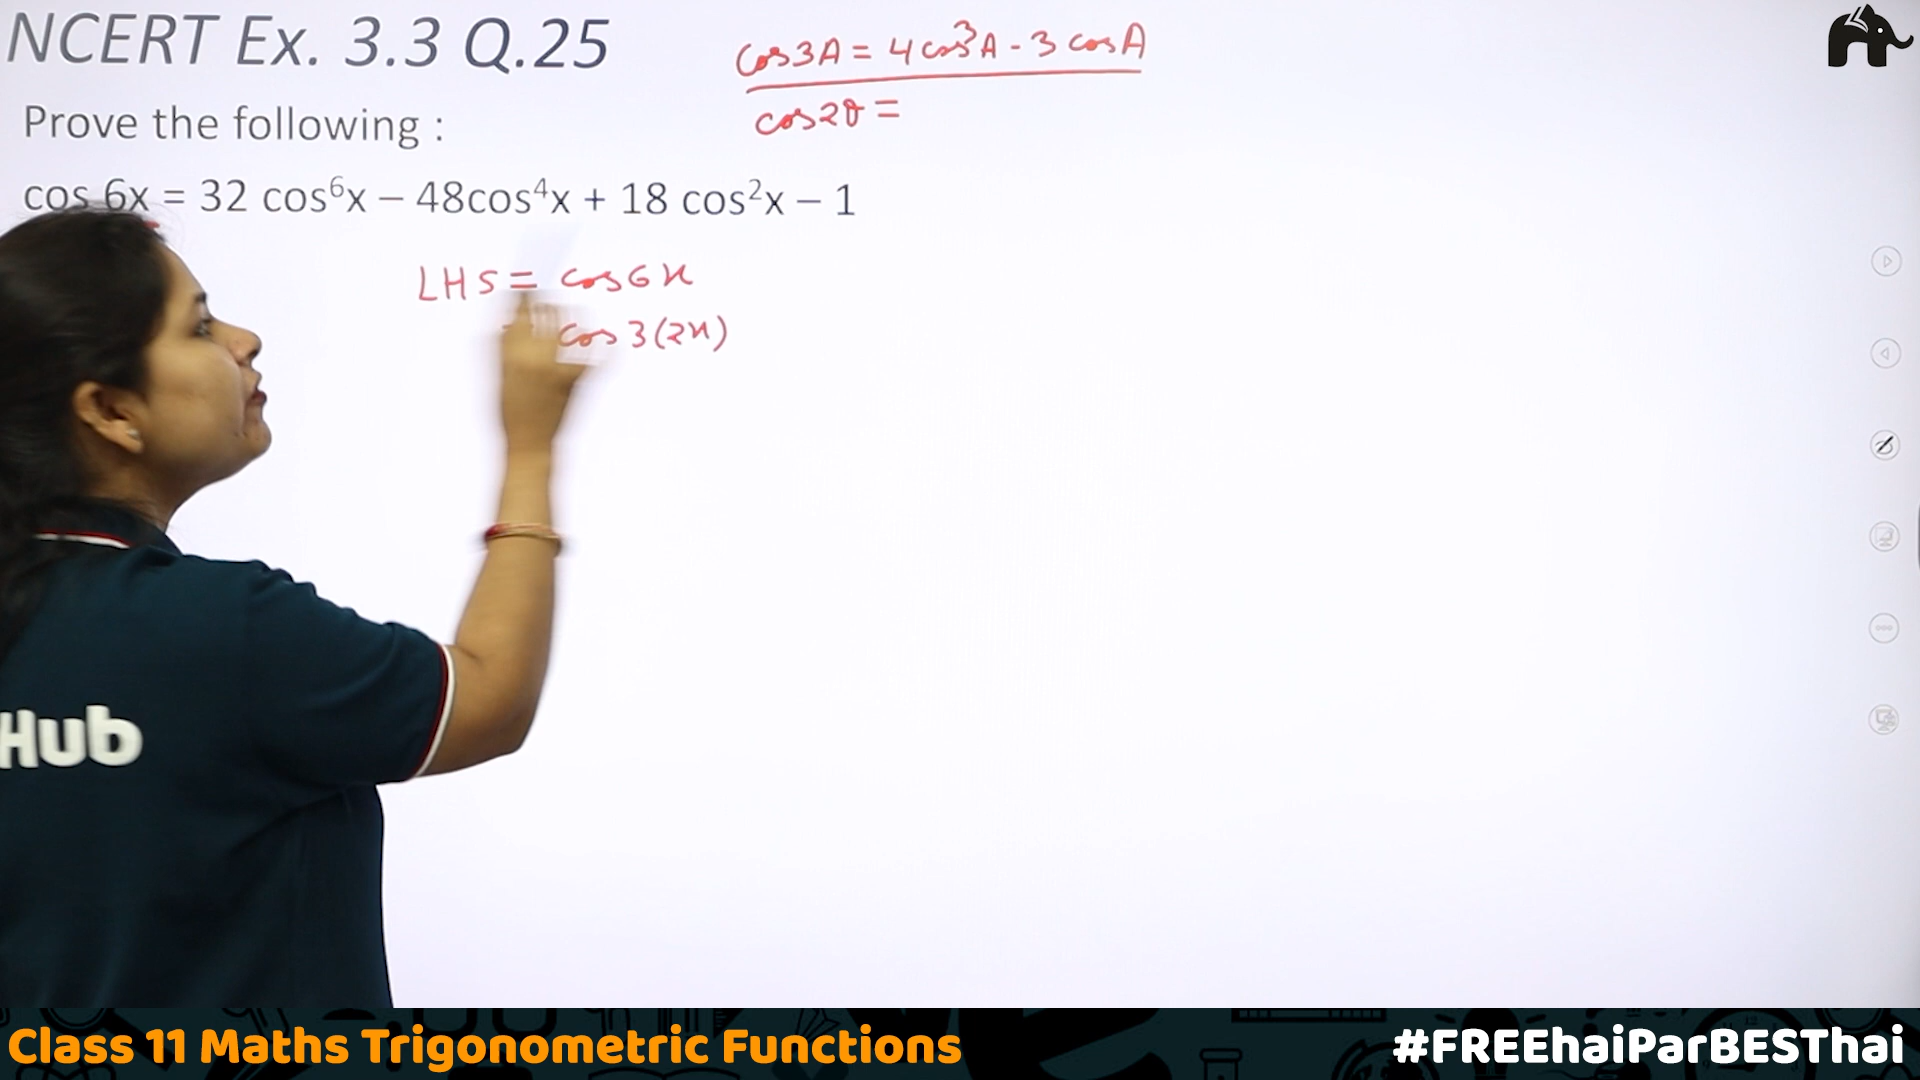 NCERT Ex. 3.3 Q.25
cos3A = 4cos³A - 3cosA
cos2θ =
Prove the following :
cos 6x = 32 cos⁶x – 48cos⁴x + 18 cos²x – 1
LHS = cos6x
cos 3(2x)
Hub
Class 11 Maths Trigonometric Functions
#FREEhaiParBESThai